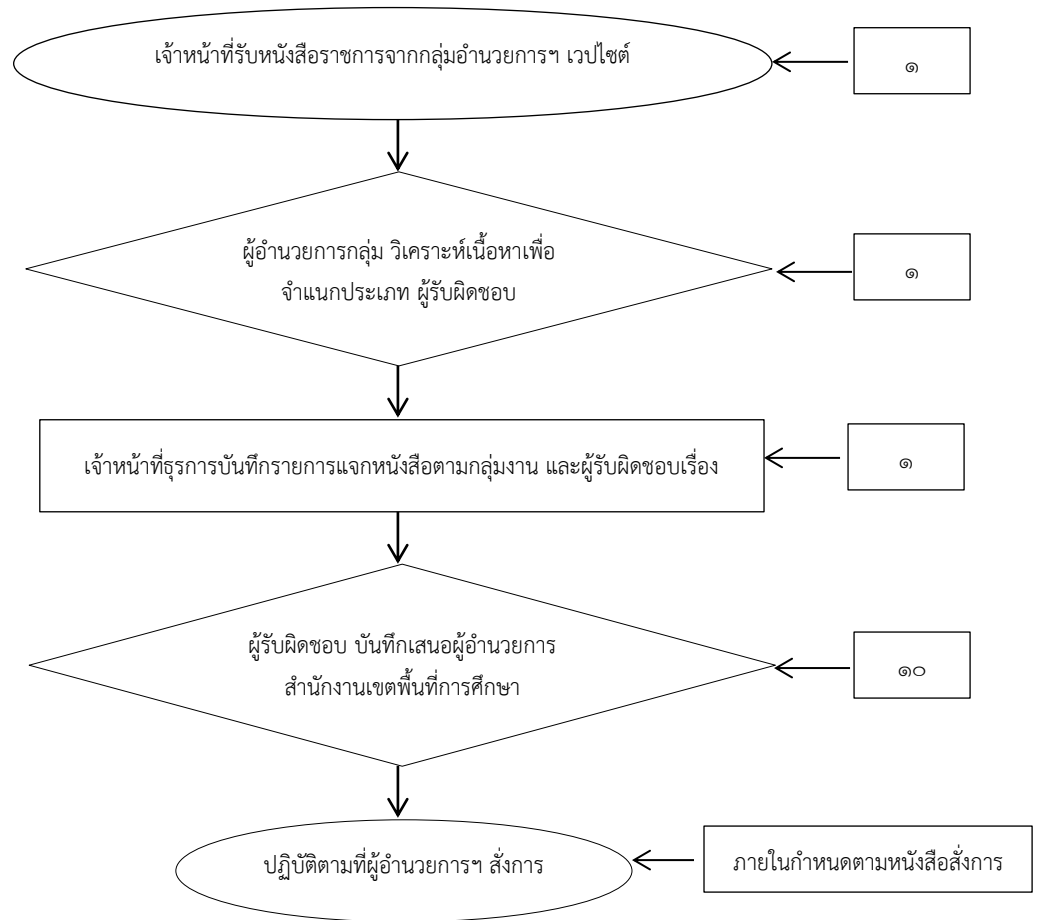 เจ้าหน้าที่รับหนังสือราชการจากกลุ่มอำนวยการฯ เวปไซต์
๑
ผู้อำนวยการกลุ่ม วิเคราะห์เนื้อหาเพื่อ
จำแนกประเภท ผู้รับผิดชอบ
๑
เจ้าหน้าที่ธุรการบันทึกรายการแจกหนังสือตามกลุ่มงาน และผู้รับผิดชอบเรื่อง
๑
ผู้รับผิดชอบ บันทึกเสนอผู้อำนวยการ
สำนักงานเขตพื้นที่การศึกษา
๑๐
ปฏิบัติตามที่ผู้อำนวยการฯ สั่งการ
ภายในกำหนดตามหนังสือสั่งการ